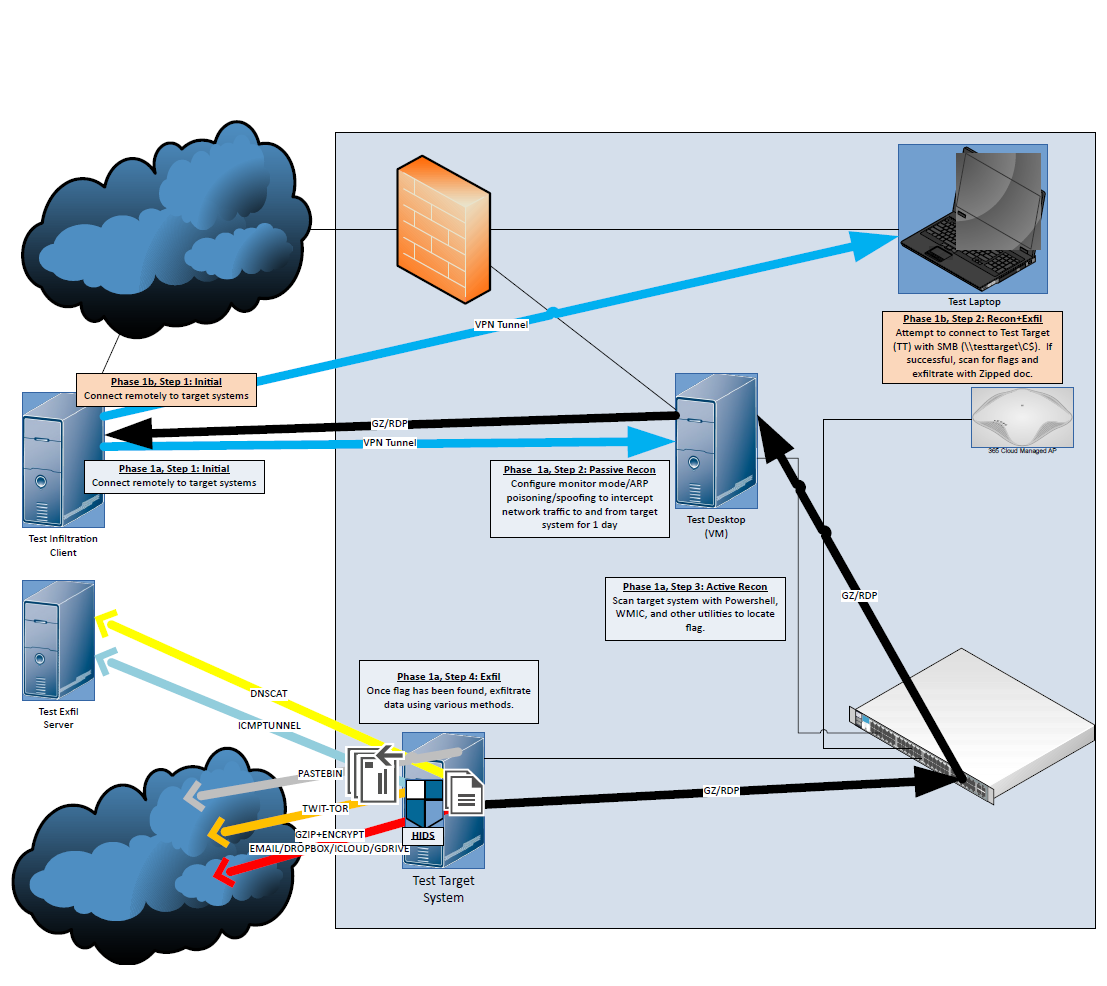 Test Laptop
Phase 1b, Step 2: Recon+Exfil
Attempt to connect to Test Target
(TT) with SMB (\\testtarget\C$). If
successful, scan for flags and
exfiltrate with Zipped doc.
VPN Tunnel
Phase 1b, Step 1: Initial
Connect remotely to target systems
GZ/RDP
VPN Tunnel
365 Cloud Managed AP
Phase 1a, Step 1: Initial
Connect remotely to target systems
Phase 1a, Step 2: Passive Recon
Configure monitor mode/ARP
poisoning/spoofing to intercept
network traffic to and from target
system for 1 day
Test Desktop
(VM)
Test Infiltration
Client
Phase 1a, Step 3: Active Recon
Scan target system with Powershell,
WMIC, and other utilities to locate
flag.
GZ/RDP
Phase 1a, Step 4: Exfil
Once flag has been found, exfiltrate
data using various methods.
DNSCAT
Test Exfil
Server
ICMPTUNNEL
PASTEBIN
TWIT-TOR
GZIP+ENCRYPT
EMAIL/DROPBOX/ICLOUD/GDRIVE
HIDS
GZ/RDP
Test Target
System